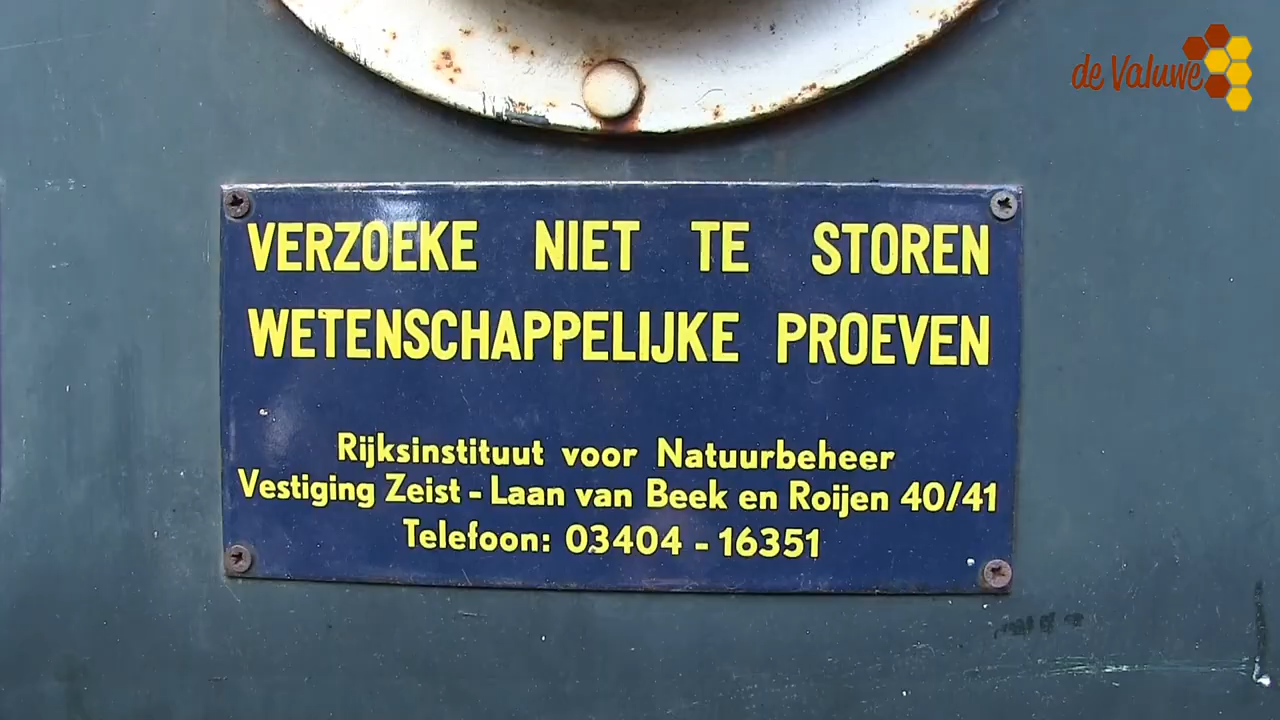 de Valuwe
VERZOEKE NIET TE STOREN
WETENSCHAPPELIJKE PROEVEN
Rijksinstituut voor Natuurbeheer
Vestiging Zeist - Laan van Beek en Roijen 40/41
Telefoon: 03404 - 16351